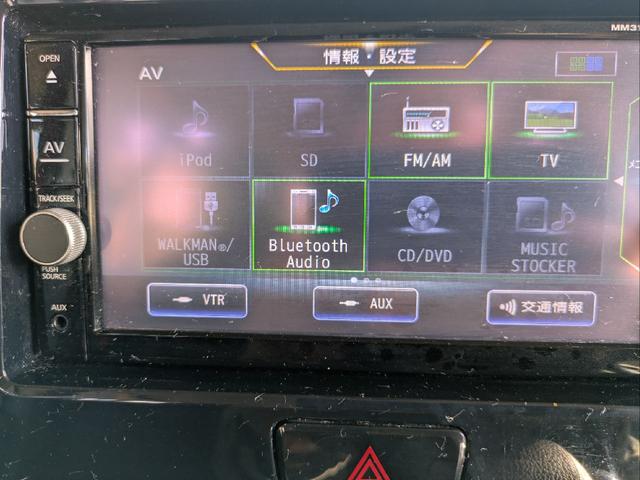 MM31
OPEN
情報・設定
AV
AV
iPod
SD
FM/AM
TV
TRACK/SEEK
WALKMAN®/
USB
Bluetooth
Audio
CD/DVD
MUSIC
STOCKER
PUSH
SOURCE
AUX
VTR
AUX
交通情報